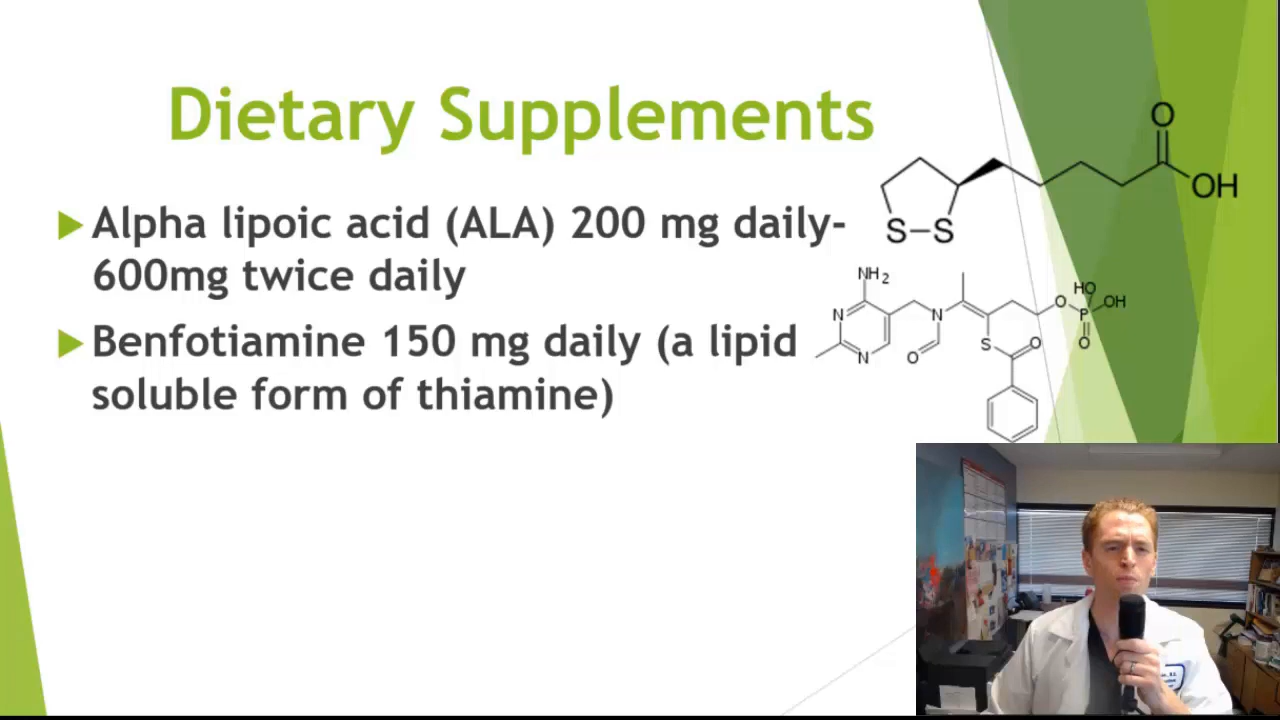 Dietary Supplements
Alpha lipoic acid (ALA) 200 mg daily-
600mg twice daily
Benfotiamine 150 mg daily (a lipid
soluble form of thiamine)
O
OH
S
S
NH2
N
N
N
O
S
O
O
HO
OH
P
O